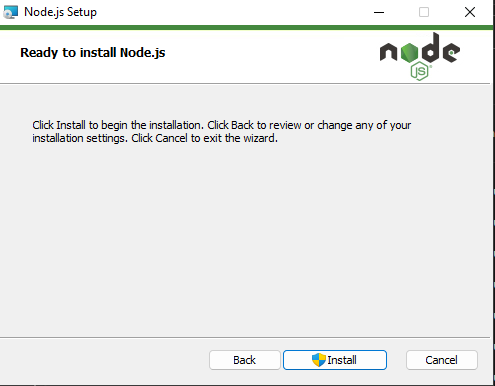 Node.js Setup
Ready to install Node.js
node
JS
Click Install to begin the installation. Click Back to review or change any of your
installation settings. Click Cancel to exit the wizard.
Back
Install
Cancel